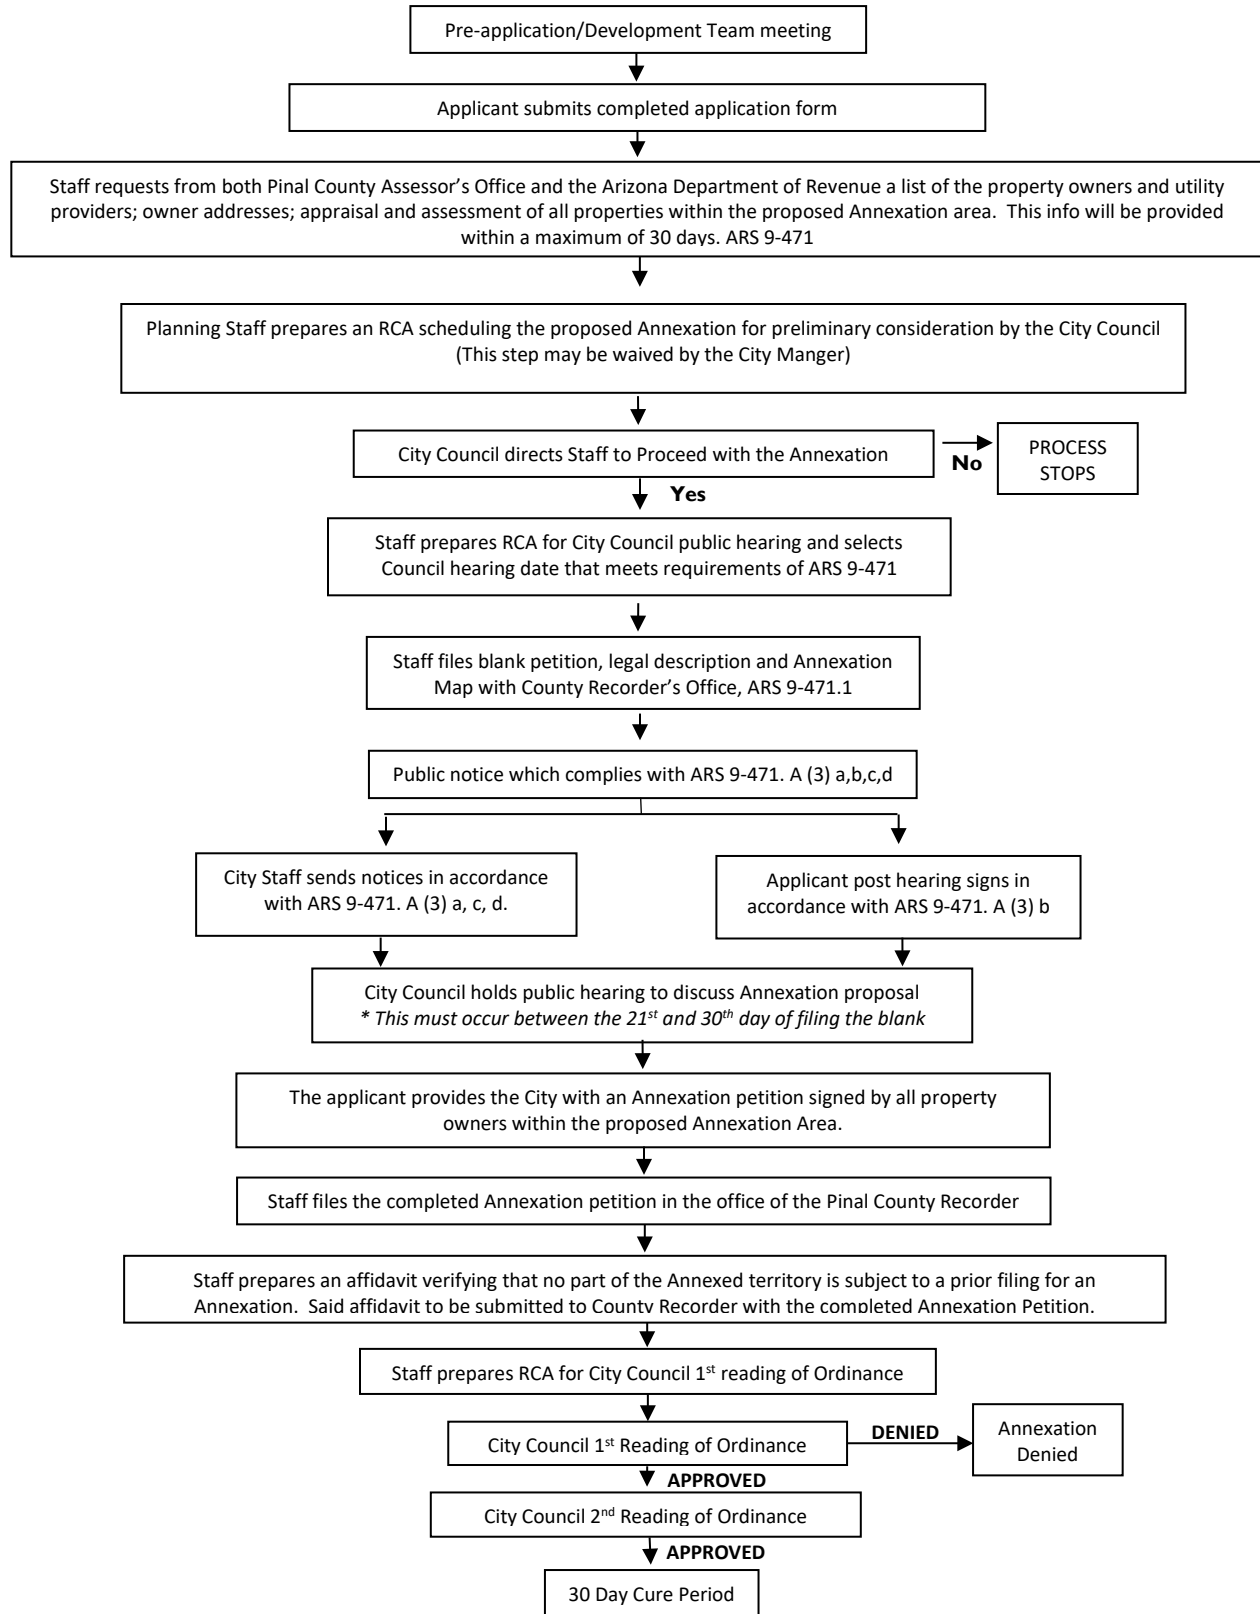 Pre-application/Development Team meeting
Applicant submits completed application form
Staff requests from both Pinal County Assessor’s Office and the Arizona Department of Revenue a list of the property owners and utility
providers; owner addresses; appraisal and assessment of all properties within the proposed Annexation area. This info will be provided
within a maximum of 30 days. ARS 9-471
Planning Staff prepares an RCA scheduling the proposed Annexation for preliminary consideration by the City Council
(This step may be waived by the City Manger)
City Council directs Staff to Proceed with the Annexation
No
PROCESS
STOPS
Yes
Staff prepares RCA for City Council public hearing and selects
Council hearing date that meets requirements of ARS 9-471
Staff files blank petition, legal description and Annexation
Map with County Recorder’s Office, ARS 9-471.1
Public notice which complies with ARS 9-471. A (3) a,b,c,d
City Staff sends notices in accordance
with ARS 9-471. A (3) a, c, d.
Applicant post hearing signs in
accordance with ARS 9-471. A (3) b
City Council holds public hearing to discuss Annexation proposal
* This must occur between the 21st and 30th day of filing the blank
The applicant provides the City with an Annexation petition signed by all property
owners within the proposed Annexation Area.
Staff files the completed Annexation petition in the office of the Pinal County Recorder
Staff prepares an affidavit verifying that no part of the Annexed territory is subject to a prior filing for an
Annexation. Said affidavit to be submitted to County Recorder with the completed Annexation Petition.
Staff prepares RCA for City Council 1st reading of Ordinance
City Council 1st Reading of Ordinance
DENIED
Annexation
Denied
APPROVED
City Council 2nd Reading of Ordinance
APPROVED
30 Day Cure Period